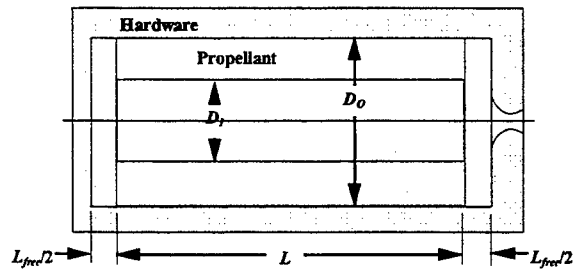 Hardware
Propellant
D_I
D_O
L_free/2
L
L_free/2